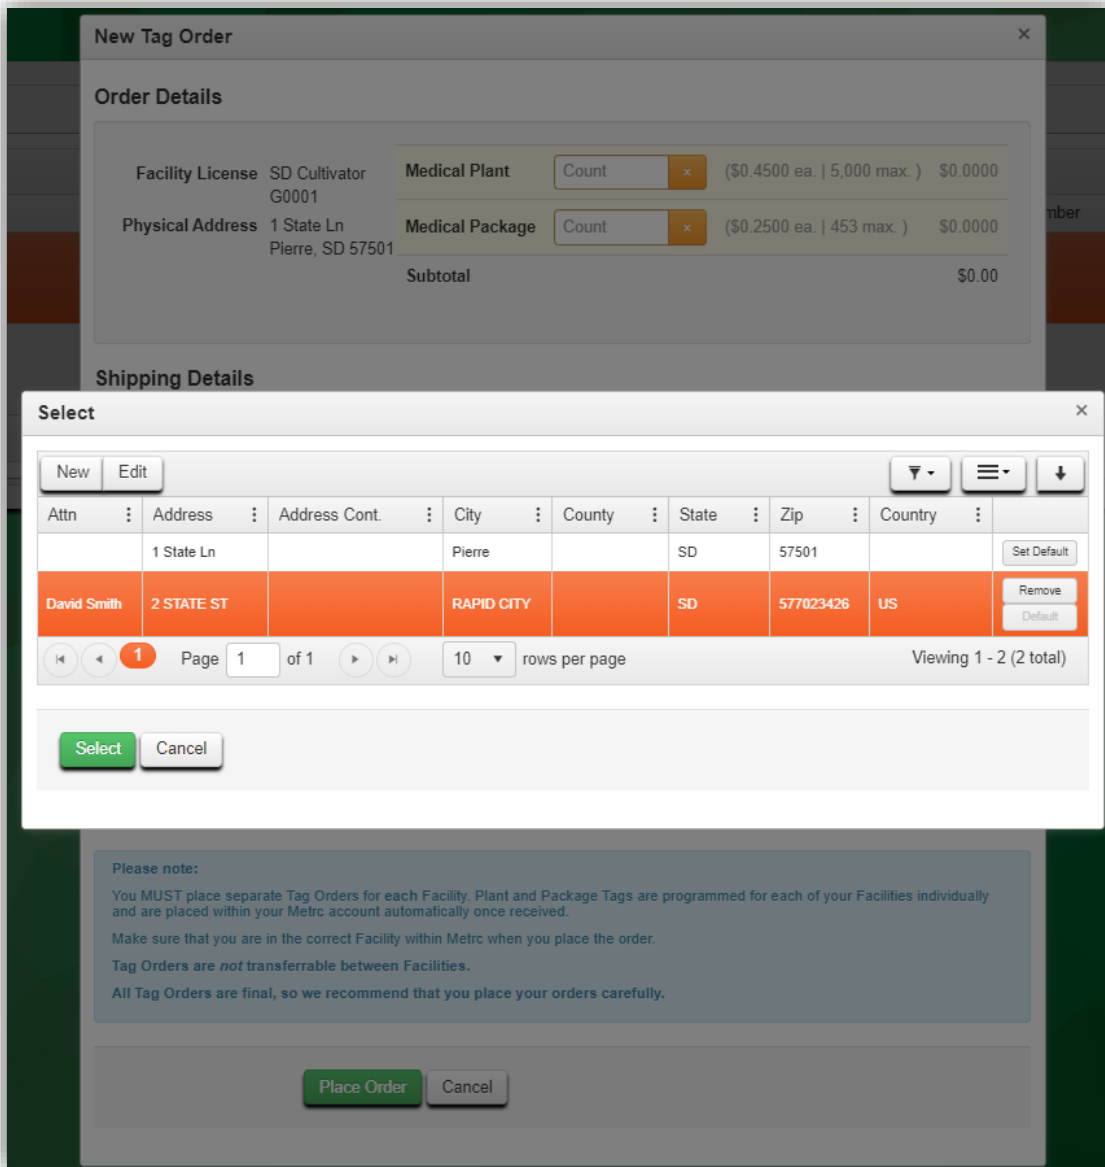 New Tag Order ×
Order Details
Facility License SD Cultivator G0001
Physical Address 1 State Ln
Pierre, SD 57501
Medical Plant Count × ($0.4500 ea. | 5,000 max. ) $0.0000
Medical Package Count × ($0.2500 ea. | 453 max. ) $0.0000
Subtotal $0.00
mber
Shipping Details
Select ×
New Edit
Attn Address Address Cont. City County State Zip Country
1 State Ln Pierre SD 57501 Set Default
David Smith 2 STATE ST RAPID CITY SD 577023426 US Remove
Default
1 Page 1 of 1 10 rows per page Viewing 1 - 2 (2 total)
Select Cancel
Please note:
You MUST place separate Tag Orders for each Facility. Plant and Package Tags are programmed for each of your Facilities individually
and are placed within your Metrc account automatically once received.
Make sure that you are in the correct Facility within Metrc when you place the order.
Tag Orders are not transferrable between Facilities.
All Tag Orders are final, so we recommend that you place your orders carefully.
Place Order Cancel